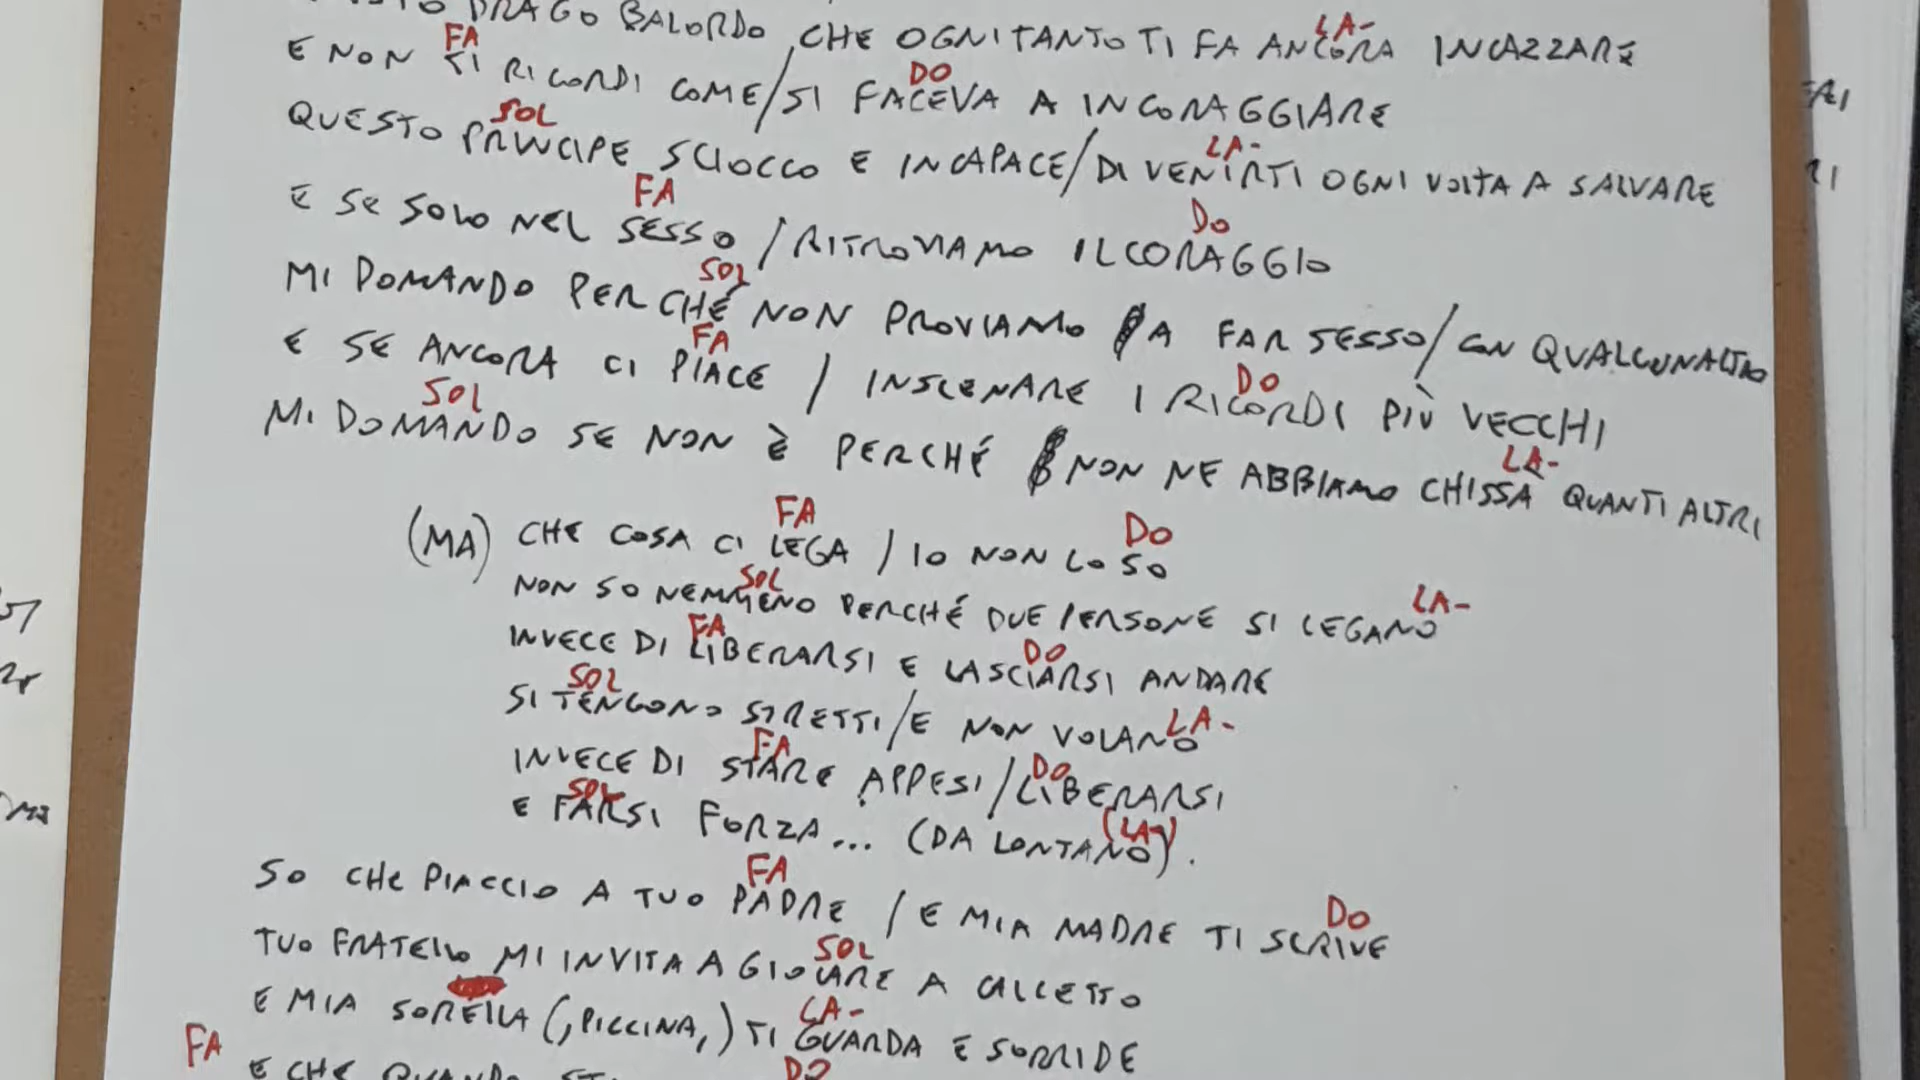 DRAGO BALORDO, CHE OGNITANTO TI FA ANCORA INCAZZARE
LA-
FA
E NON TI RICORDI COME/SI FACEVA A INCORAGGIARE
DO
SOL
QUESTO PRINCIPE SCIOCCO E INCAPACE/DI VENIRTI OGNI VOLTA A SALVARE
LA-
FA
E SE SOLO NEL SESSO /RITROVIAMO IL CORAGGIO
DO
SOL
MI DOMANDO PERCHÉ NON PROVIAMO A FAR SESSO/CON QUALCUNALTRO
FA
E SE ANCORA CI PIACE / INSCENARE I RICORDI PIÙ VECCHI
DO
SOL
MI DOMANDO SE NON È PERCHÉ NON NE ABBIAMO CHISSÀ QUANTI ALTRI
LA-
FA DO
(MA) CHE COSA CI LEGA / IO NON LO SO
SOL LA-
NON SO NEMMENO PERCHÉ DUE PERSONE SI LEGANO
FA DO
INVECE DI LIBERARSI E LASCIARSI ANDARE
SOL LA-
SI TENGONO STRETTI/E NON VOLANO
FA DO
INVECE DI STARE APPESI/LIBERARSI
SOL (LA-)
E FARSI FORZA... (DA LONTANO).
FA DO
SO CHE PIACCIO A TUO PADRE / E MIA MADRE TI SCRIVE
SOL
TUO FRATELLO MI INVITA A GIOCARE A CALCETTO
LA-
E MIA SORELLA (, PICCINA,) TI GUARDA E SORRIDE
FA DO
E CHE QUANDO